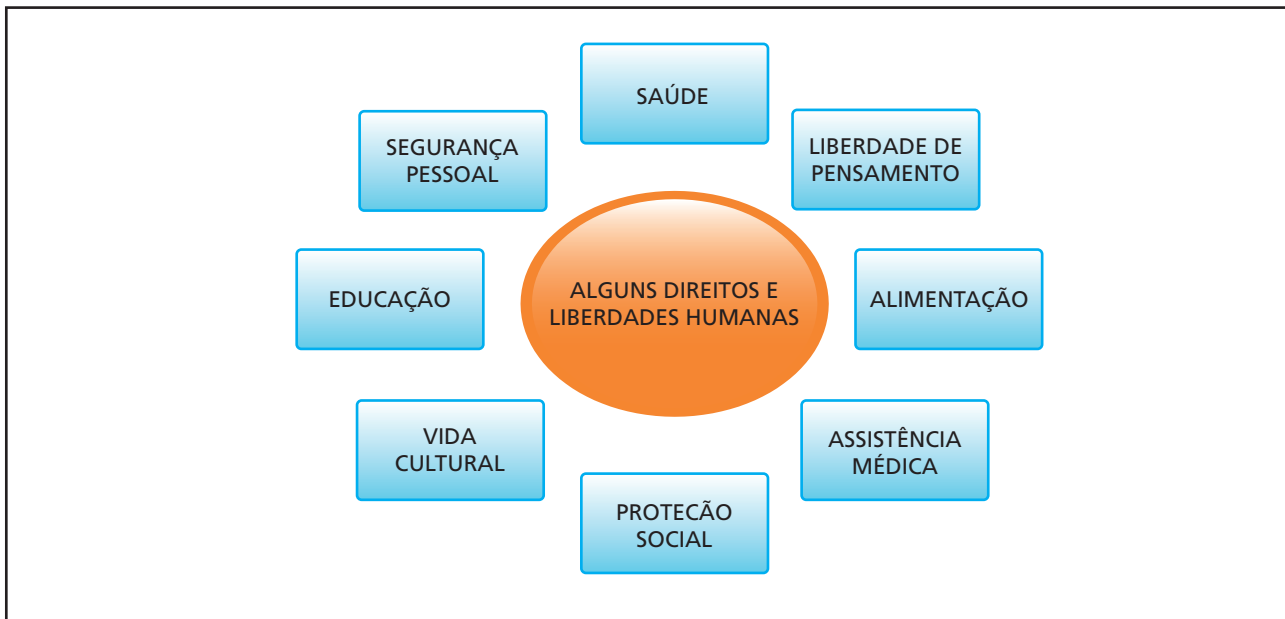 SAÚDE
SEGURANÇA
PESSOAL
LIBERDADE DE
PENSAMENTO
EDUCAÇÃO
ALGUNS DIREITOS E
LIBERDADES HUMANAS
ALIMENTAÇÃO
VIDA
CULTURAL
ASSISTÊNCIA
MÉDICA
PROTECÃO
SOCIAL